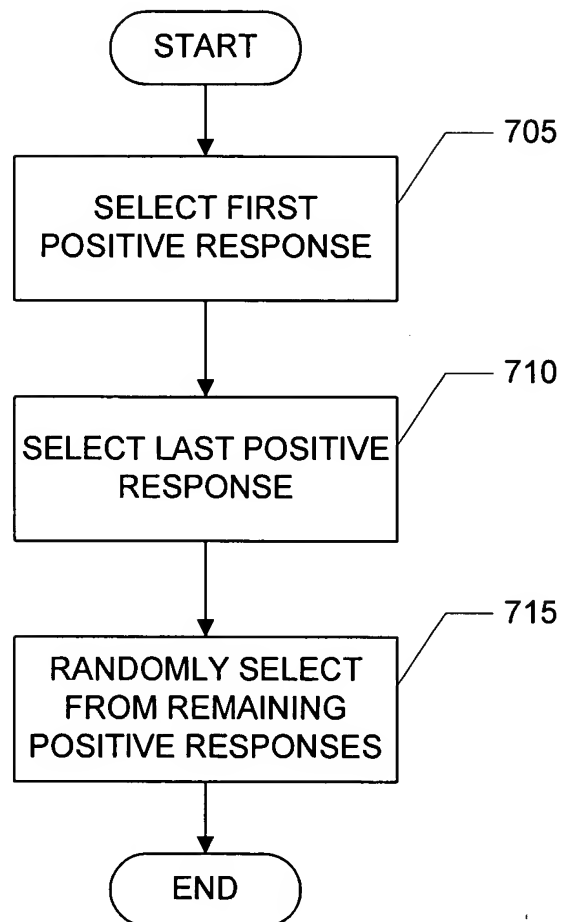 START
705
SELECT FIRST
POSITIVE RESPONSE
710
SELECT LAST POSITIVE
RESPONSE
715
RANDOMLY SELECT
FROM REMAINING
POSITIVE RESPONSES
END